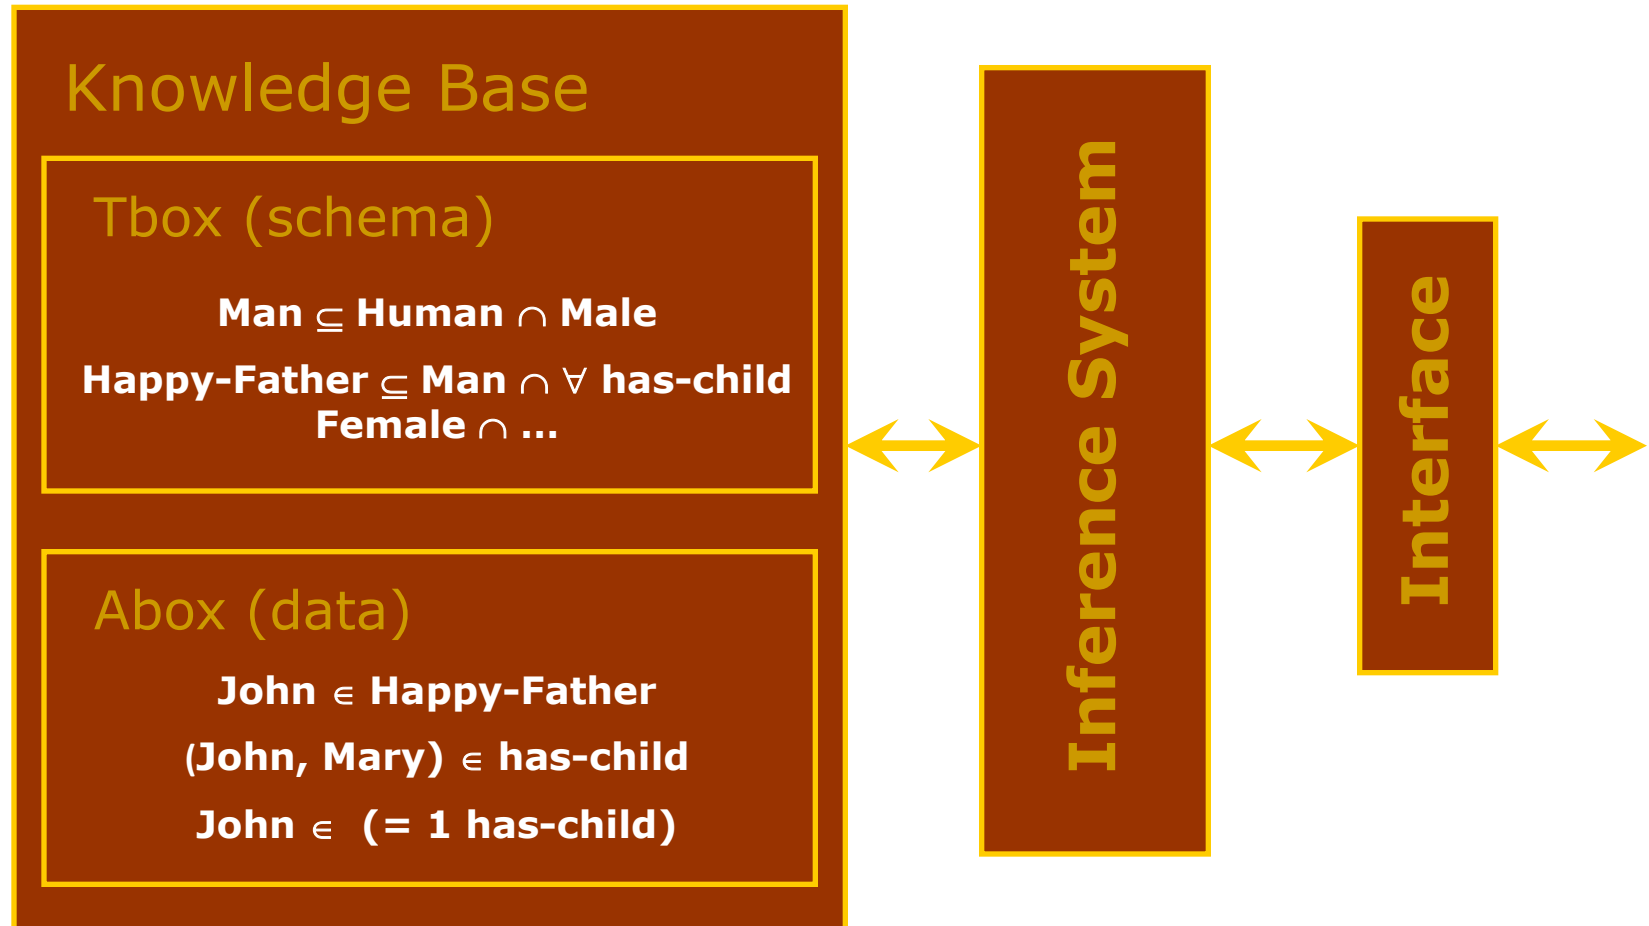 Knowledge Base
Tbox (schema)
Man ⊆ Human ∩ Male
Happy-Father ⊆ Man ∩ ∀ has-child
Female ∩ ...
Abox (data)
John ∈ Happy-Father
(John, Mary) ∈ has-child
John ∈ (= 1 has-child)
Inference System
Interface